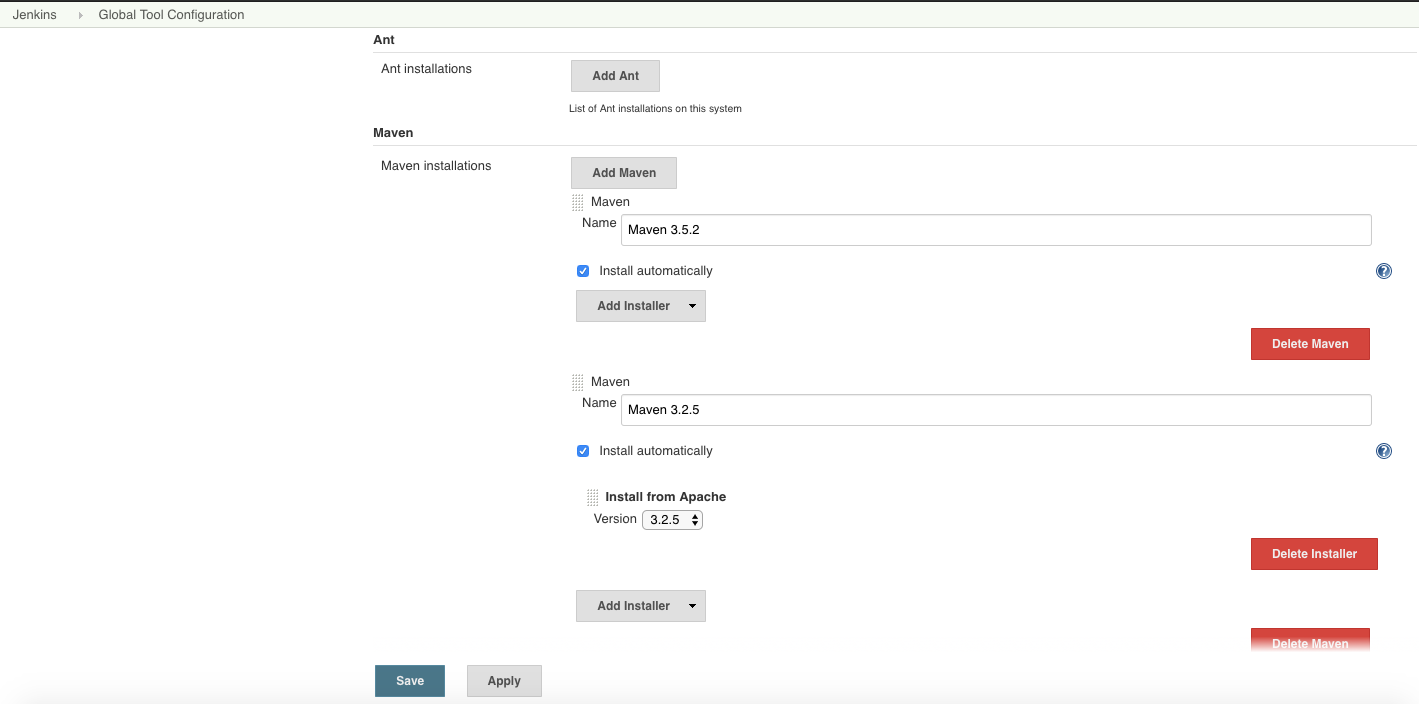 Jenkins Global Tool Configuration
Ant
Ant installations
Add Ant
List of Ant installations on this system
Maven
Maven installations
Add Maven
Maven
Name Maven 3.5.2
Install automatically ?
Add Installer
Delete Maven
Maven
Name Maven 3.2.5
Install automatically ?
Install from Apache
Version 3.2.5
Delete Installer
Add Installer
Delete Maven
Save Apply